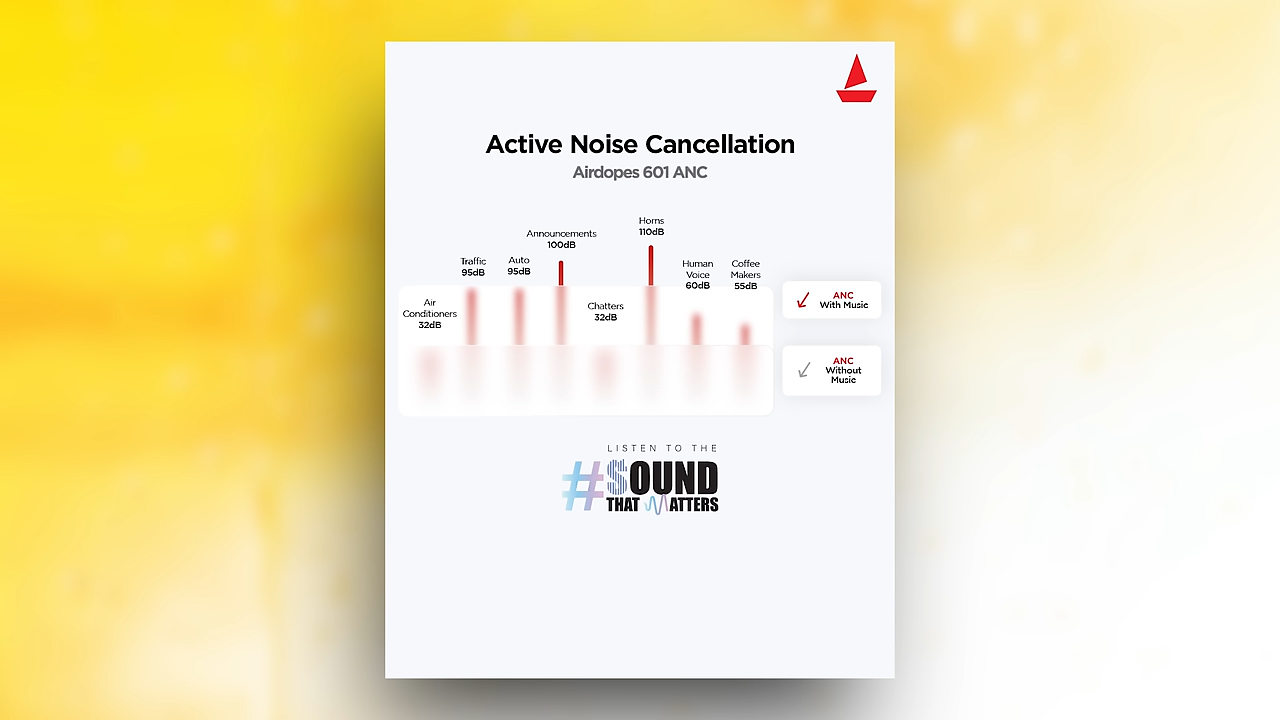 Active Noise Cancellation
Airdopes 601 ANC
Air
Conditioners
32dB
Traffic
95dB
Auto
95dB
Announcements
100dB
Chatters
32dB
Horns
110dB
Human
Voice
60dB
Coffee
Makers
55dB
ANC
With Music
ANC
Without
Music
LISTEN TO THE
#SOUND
THAT MATTERS